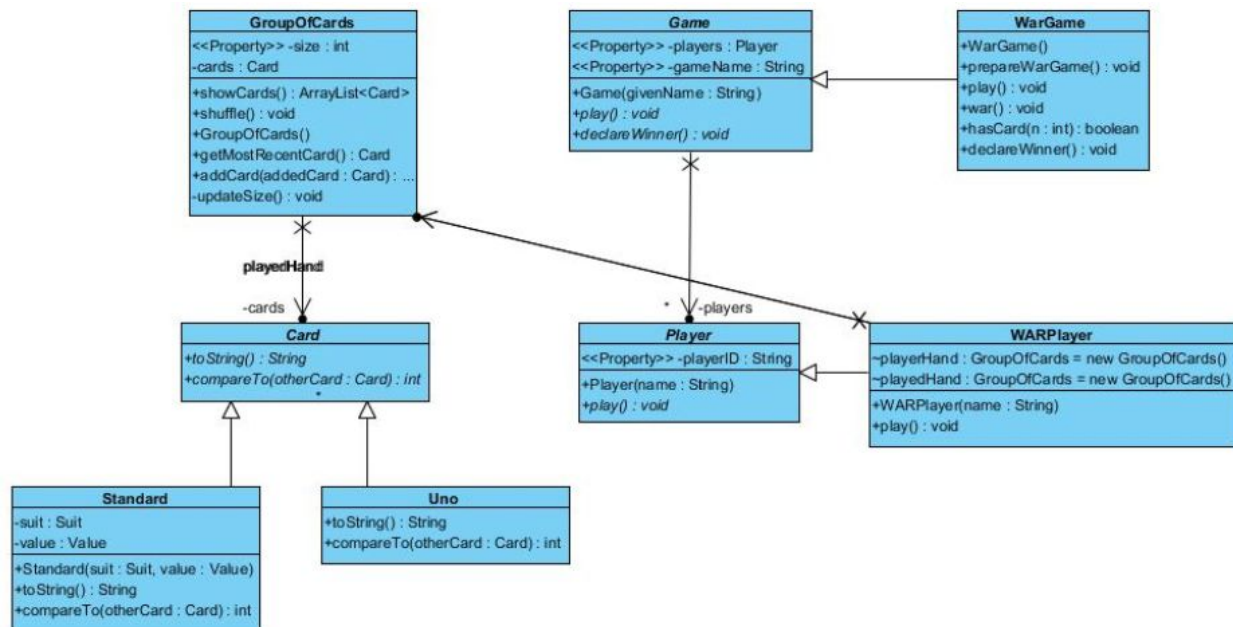 GroupOfCards
<<Property>> -size : int
-cards : Card
+showCards() : ArrayList<Card>
+shuffle() : void
+GroupOfCards()
+getMostRecentCard() : Card
+addCard(addedCard : Card) : ...
-updateSize() : void
Game
<<Property>> -players : Player
<<Property>> -gameName : String
+Game(givenName : String)
+play() : void
+declareWinner() : void
WarGame
+WarGame()
+prepareWarGame() : void
+play() : void
+war() : void
+hasCard(n : int) : boolean
+declareWinner() : void
-cards
* -players
Card
+toString() : String
+compareTo(otherCard : Card) : int
*
Player
<<Property>> -playerID : String
+Player(name : String)
+play() : void
WARPlayer
~playerHand : GroupOfCards = new GroupOfCards()
~playedHand : GroupOfCards = new GroupOfCards()
+WARPlayer(name : String)
+play() : void
Standard
-suit : Suit
-value : Value
+Standard(suit : Suit, value : Value)
+toString() : String
+compareTo(otherCard : Card) : int
Uno
+toString() : String
+compareTo(otherCard : Card) : int